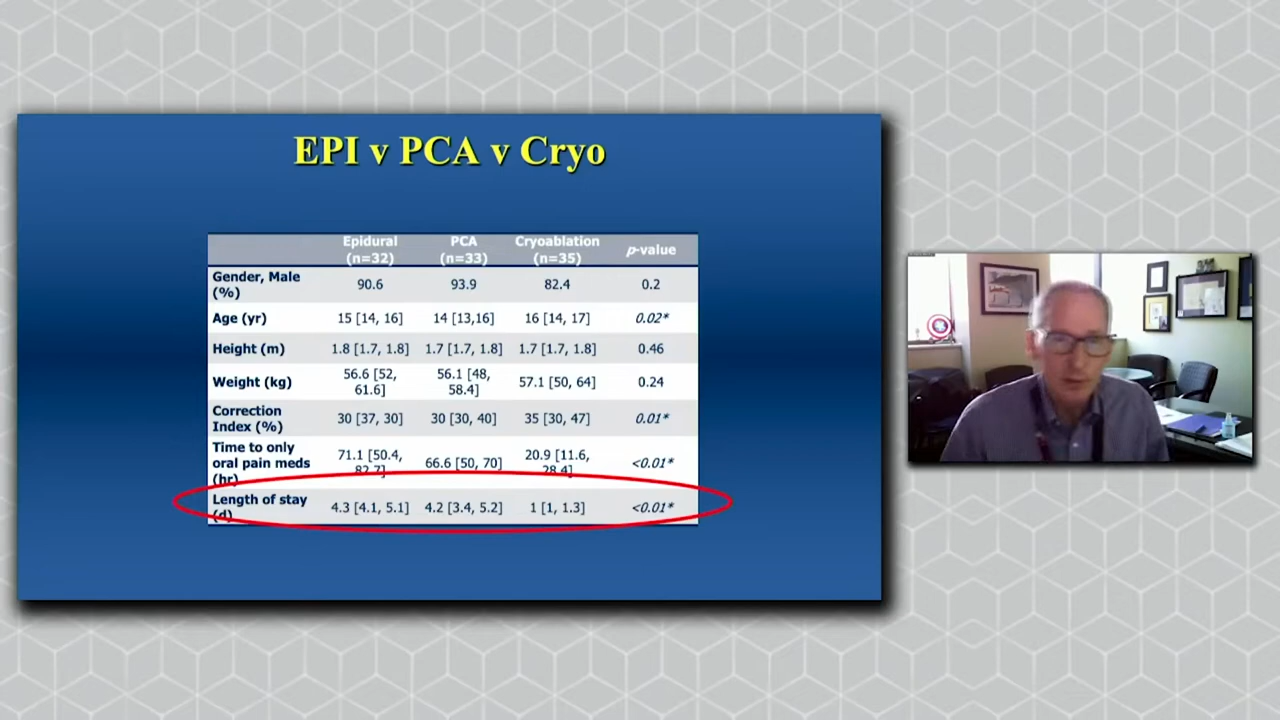 EPI v PCA v Cryo
Epidural (n=32) PCA (n=33) Cryoablation (n=35) p-value
Gender, Male (%) 90.6 93.9 82.4 0.2
Age (yr) 15 [14, 16] 14 [13,16] 16 [14, 17] 0.02*
Height (m) 1.8 [1.7, 1.8] 1.7 [1.7, 1.8] 1.7 [1.7, 1.8] 0.46
Weight (kg) 56.6 [52, 61.6] 56.1 [48, 58.4] 57.1 [50, 64] 0.24
Correction Index (%) 30 [37, 30] 30 [30, 40] 35 [30, 47] 0.01*
Time to only oral pain meds (hr) 71.1 [50.4, 82.7] 66.6 [50, 70] 20.9 [11.6, 28.4] <0.01*
Length of stay (d) 4.3 [4.1, 5.1] 4.2 [3.4, 5.2] 1 [1, 1.3] <0.01*